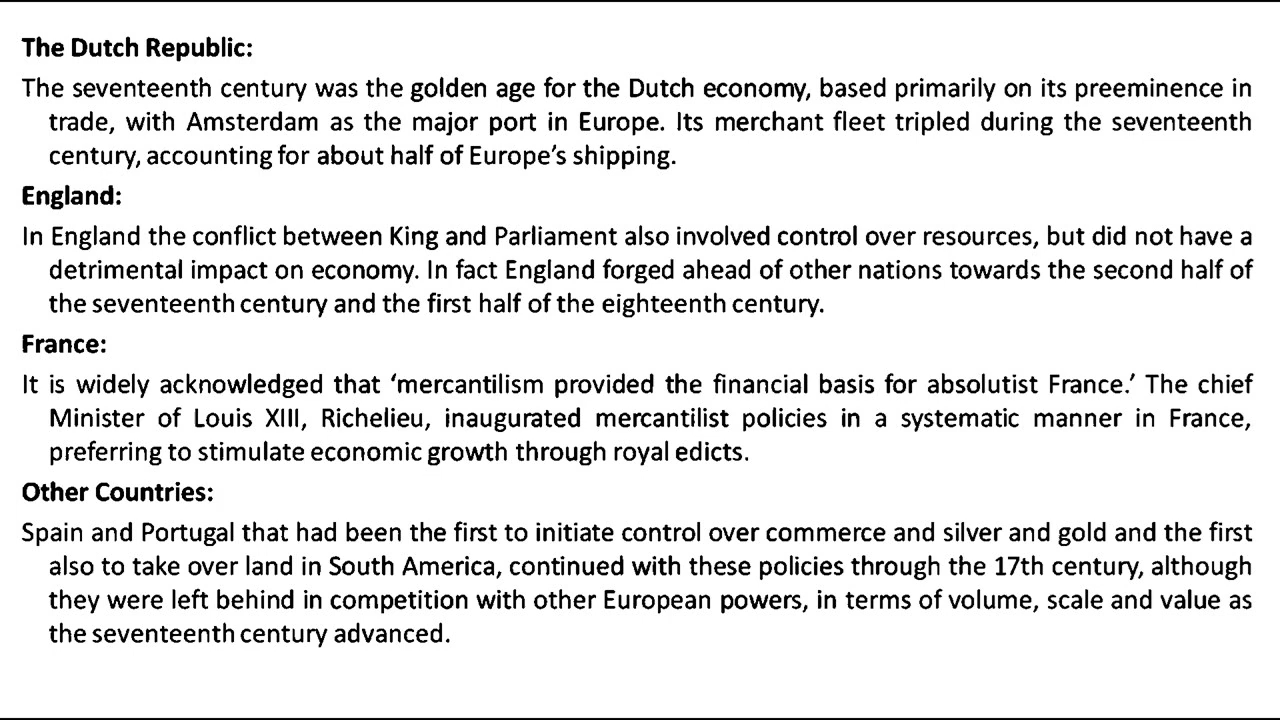 The Dutch Republic:
The seventeenth century was the golden age for the Dutch economy, based primarily on its preeminence in
trade, with Amsterdam as the major port in Europe. Its merchant fleet tripled during the seventeenth
century, accounting for about half of Europe’s shipping.
England:
In England the conflict between King and Parliament also involved control over resources, but did not have a
detrimental impact on economy. In fact England forged ahead of other nations towards the second half of
the seventeenth century and the first half of the eighteenth century.
France:
It is widely acknowledged that ‘mercantilism provided the financial basis for absolutist France.’ The chief
Minister of Louis XIII, Richelieu, inaugurated mercantilist policies in a systematic manner in France,
preferring to stimulate economic growth through royal edicts.
Other Countries:
Spain and Portugal that had been the first to initiate control over commerce and silver and gold and the first
also to take over land in South America, continued with these policies through the 17th century, although
they were left behind in competition with other European powers, in terms of volume, scale and value as
the seventeenth century advanced.